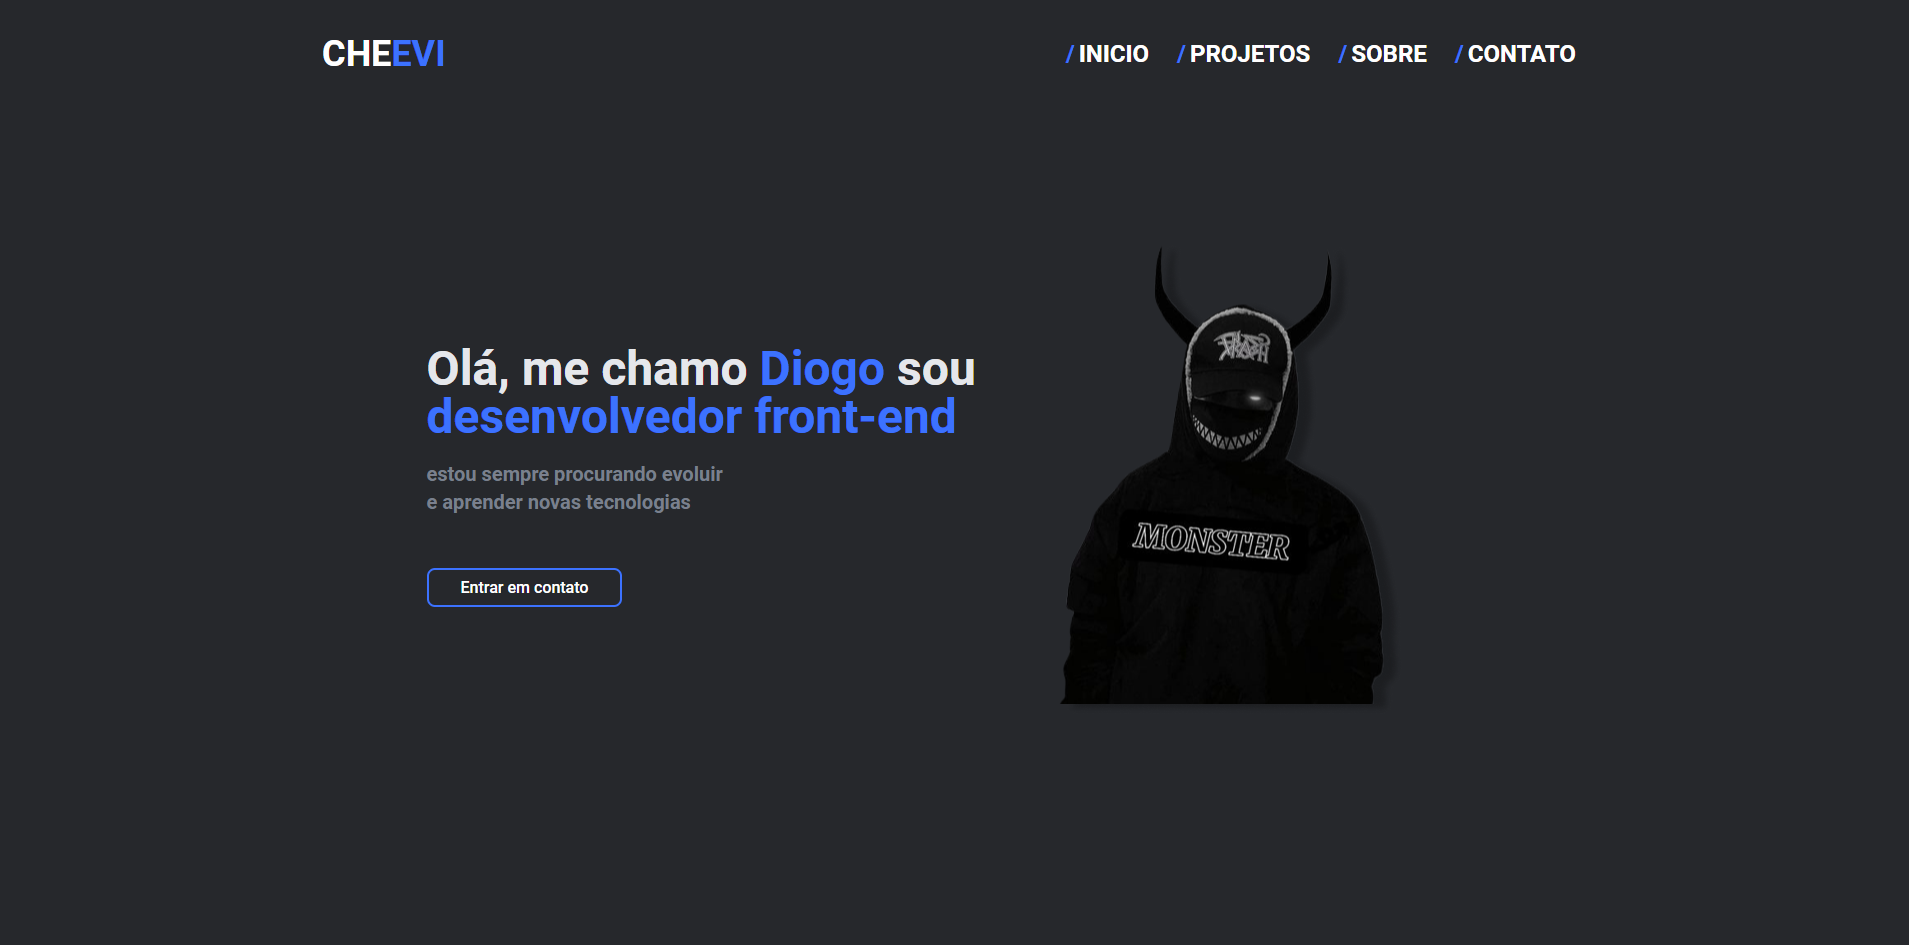 CHEEVI
/ INICIO / PROJETOS / SOBRE / CONTATO
Olá, me chamo Diogo sou
desenvolvedor front-end
estou sempre procurando evoluir
e aprender novas tecnologias
MONSTER
Entrar em contato